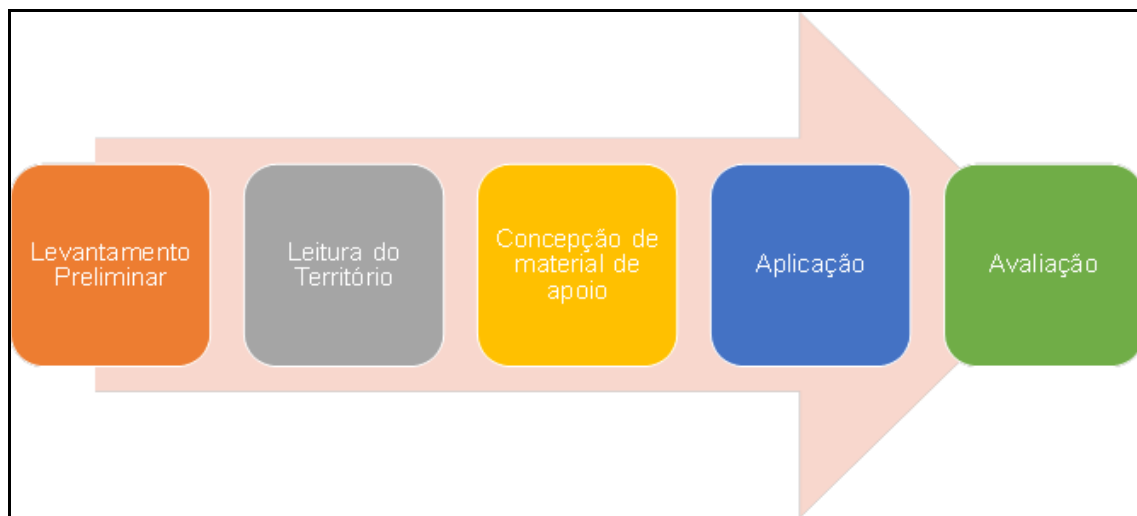 Levantamento
Preliminar
Leitura do
Território
Concepção de
material de
apoio
Aplicação
Avaliação